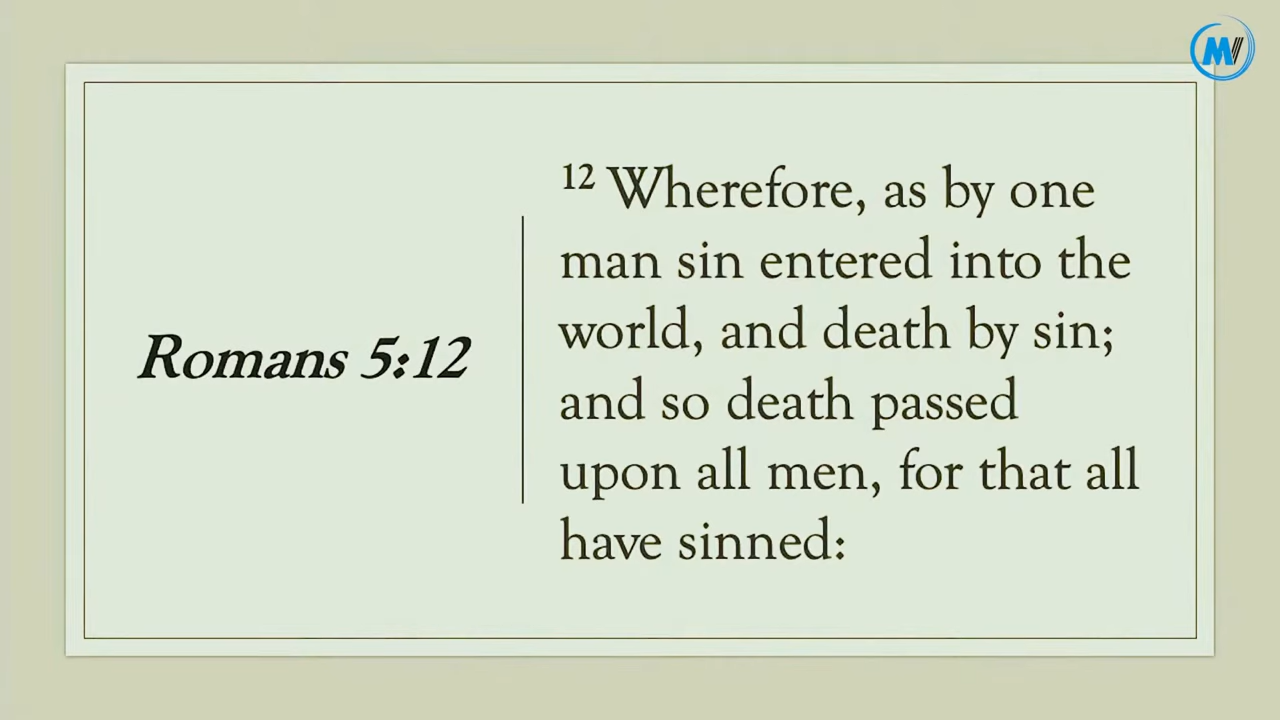 MV
Romans 5:12
12 Wherefore, as by one
man sin entered into the
world, and death by sin;
and so death passed
upon all men, for that all
have sinned: